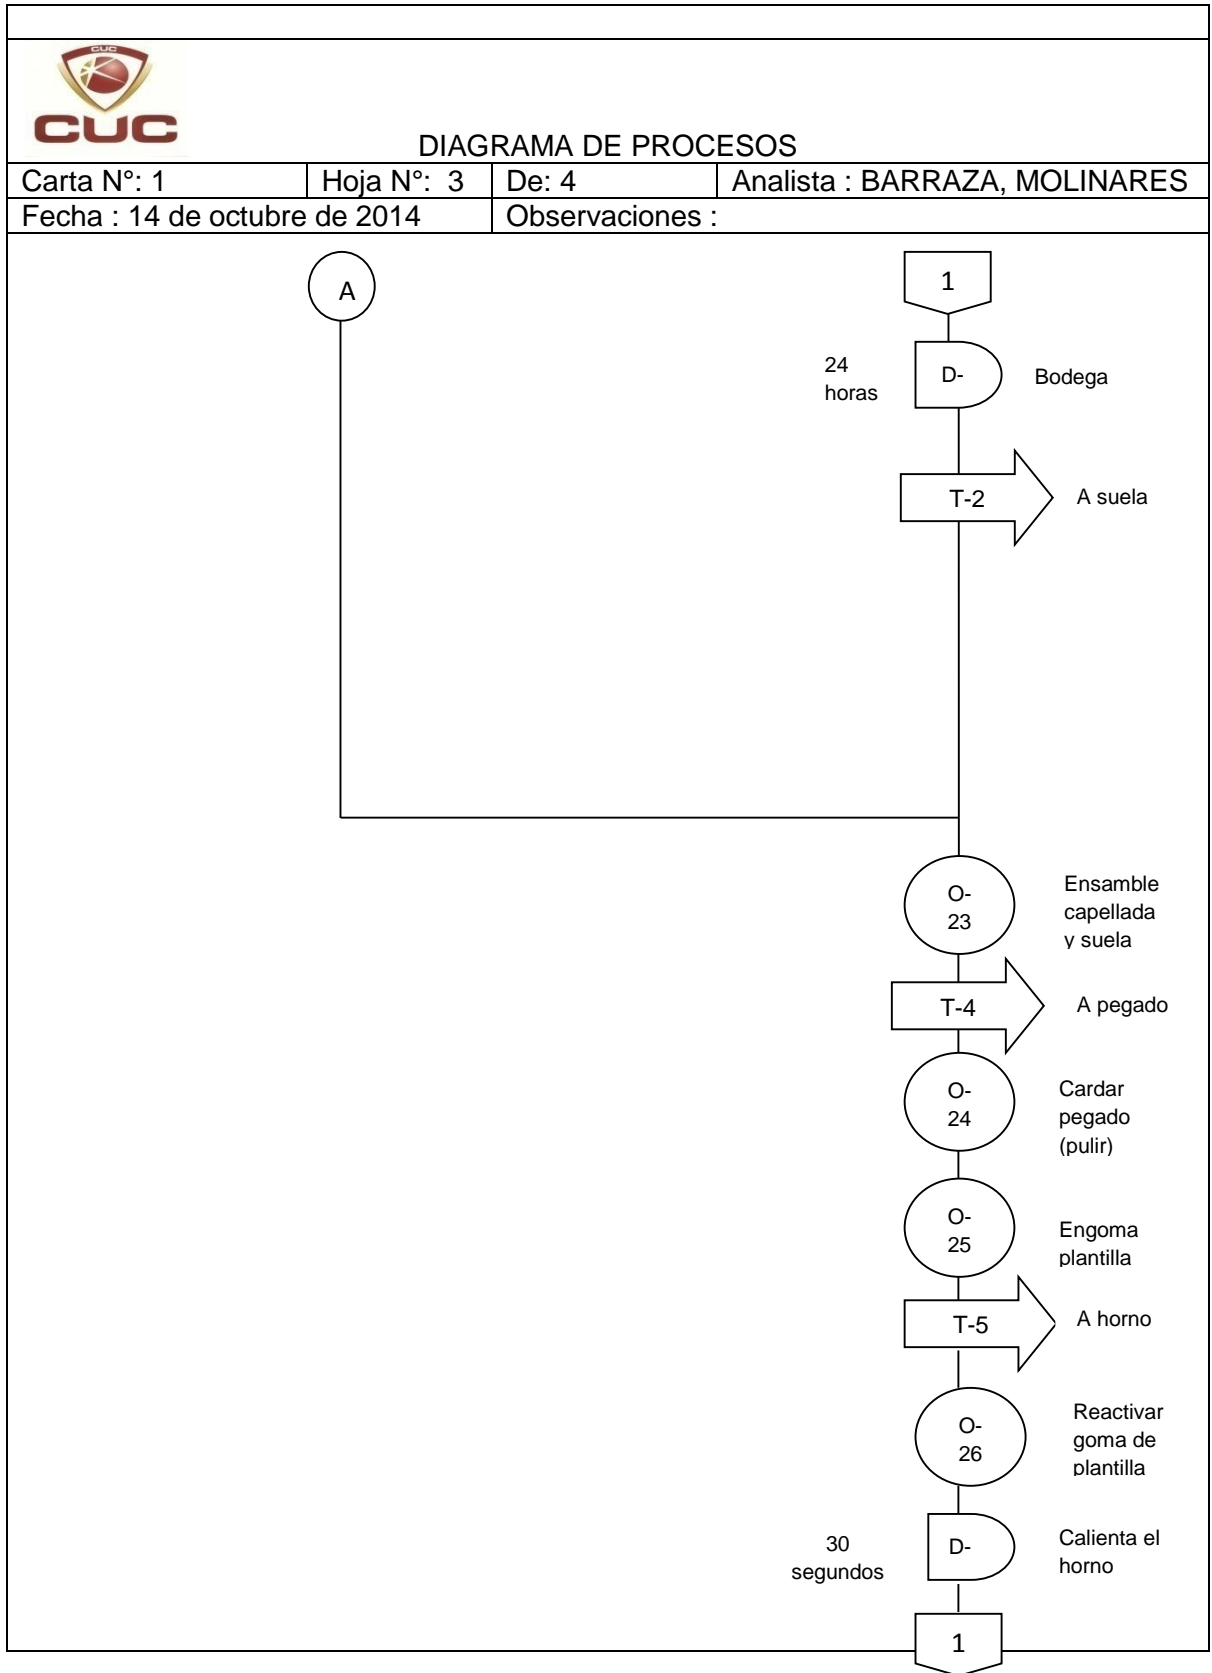 CUC
CUC
DIAGRAMA DE PROCESOS
Carta N°: 1
Hoja N°: 3
De: 4
Analista : BARRAZA, MOLINARES
Fecha : 14 de octubre de 2014
Observaciones :
A
1
24
horas
D-
Bodega
T-2
A suela
O-
23
Ensamble
capellada
y suela
T-4
A pegado
O-
24
Cardar
pegado
(pulir)
O-
25
Engoma
plantilla
T-5
A horno
O-
26
Reactivar
goma de
plantilla
30
segundos
D-
Calienta el
horno
1